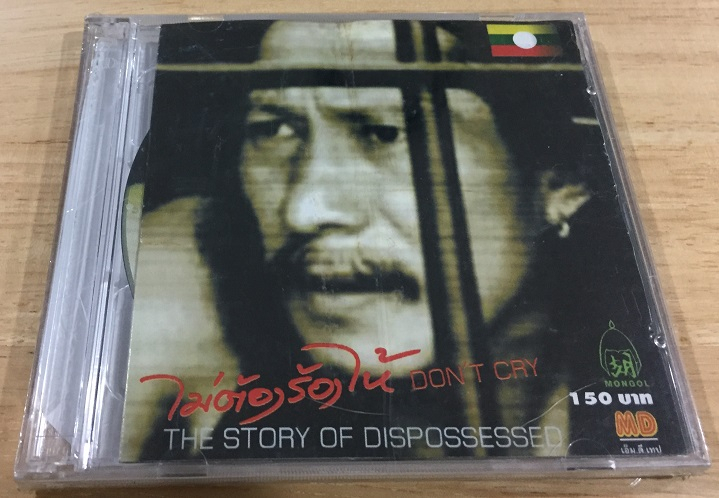 ไม่ต้องร้องไห้ DON'T CRY
THE STORY OF DISPOSSESSED
MONGOL
150 บาท
MD
เอ็ม.ดี.เทป